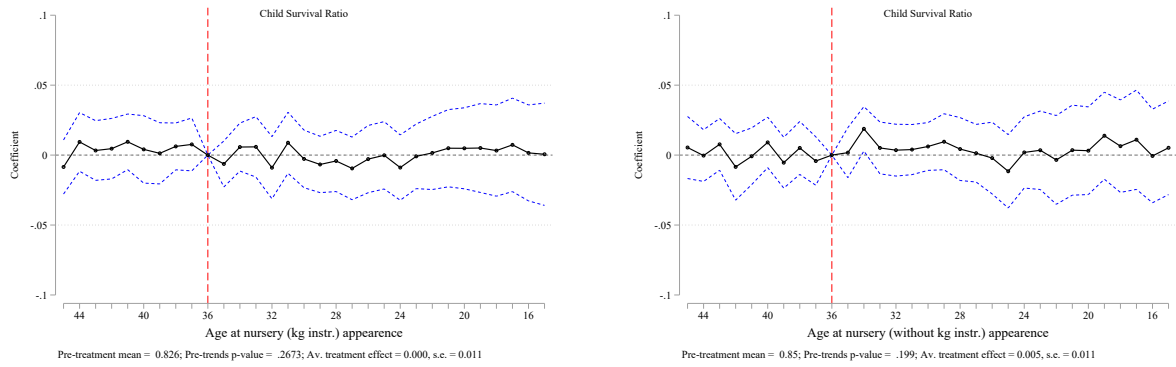 Child Survival Ratio
.1
.05
0
-.05
-.1
Coefficient
44 40 36 32 28 24 20 16
Age at nursery (kg instr.) appearence
Pre-treatment mean = 0.826; Pre-trends p-value = .2673; Av. treatment effect = 0.000, s.e. = 0.011
Child Survival Ratio
.1
.05
0
-.05
-.1
Coefficient
44 40 36 32 28 24 20 16
Age at nursery (without kg instr.) appearence
Pre-treatment mean = 0.85; Pre-trends p-value = .199; Av. treatment effect = 0.005, s.e. = 0.011